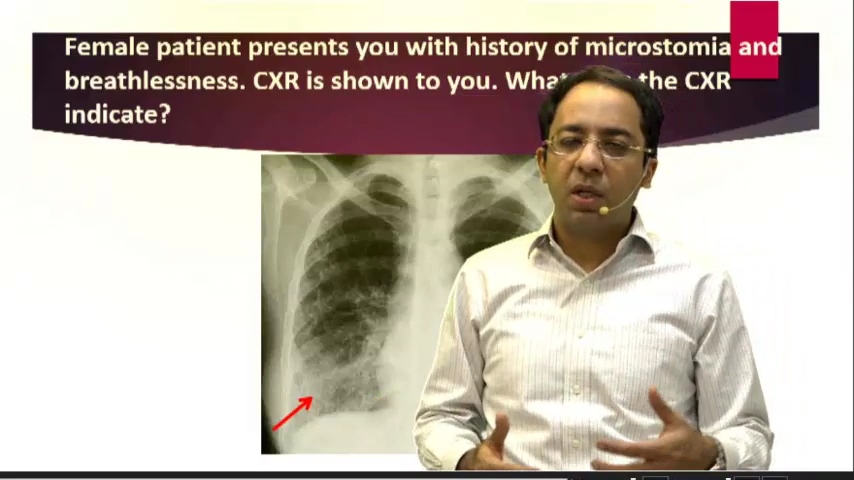 Female patient presents you with history of microstomia and
breathlessness. CXR is shown to you. What the CXR
indicate?